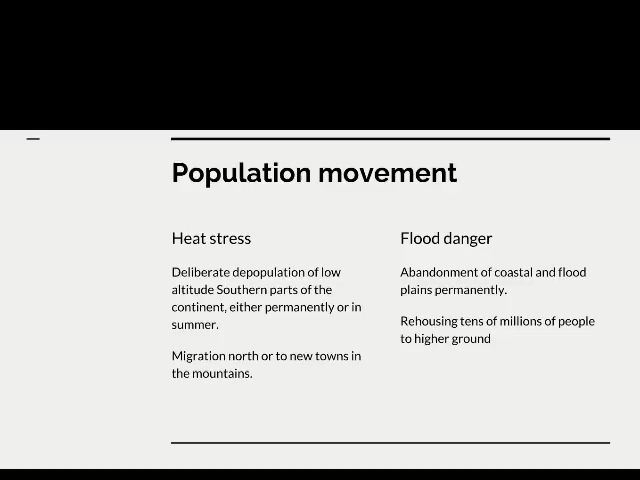 Population movement
Heat stress
Deliberate depopulation of low
altitude Southern parts of the
continent, either permanently or in
summer.
Migration north or to new towns in
the mountains.
Flood danger
Abandonment of coastal and flood
plains permanently.
Rehousing tens of millions of people
to higher ground